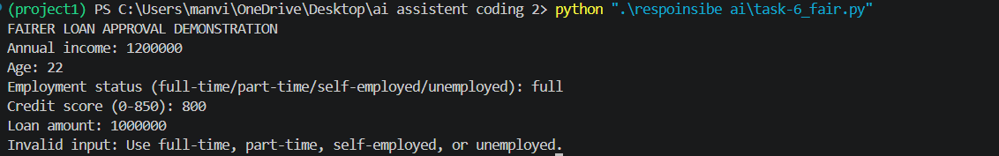 (project1) PS C:\Users\manvi\OneDrive\Desktop\ai assistent coding 2> python ".\respoinsibe ai\task-6_fair.py"
FAIRER LOAN APPROVAL DEMONSTRATION
Annual income: 1200000
Age: 22
Employment status (full-time/part-time/self-employed/unemployed): full
Credit score (0-850): 800
Loan amount: 1000000
Invalid input: Use full-time, part-time, self-employed, or unemployed.